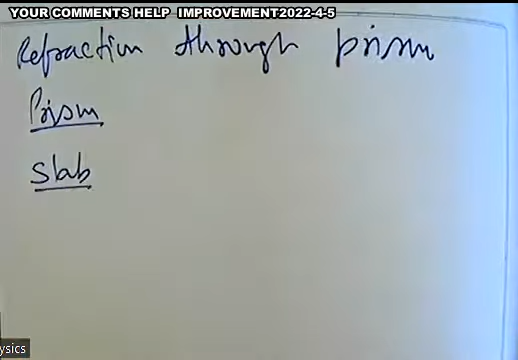 YOUR COMMENTS HELP IMPROVEMENT2022-4-5
Refraction through prism
Prism
Slab
ysics